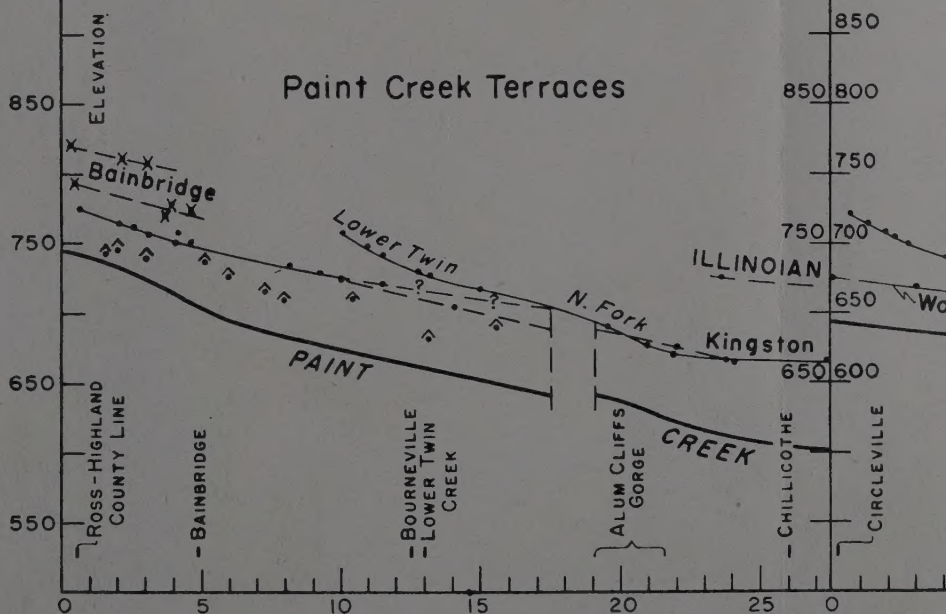 850
ELEVATION
Paint Creek Terraces
850
850 800
750
Bainbridge
Lower Twin
750
750 700
ILLINOIAN
?
?
N. Fork
650
Kingston
PAINT
650
650 600
CREEK
ROSS-HIGHLAND
COUNTY LINE
BAINBRIDGE
BOURNEVILLE
LOWER TWIN
CREEK
ALUM CLIFFS
GORGE
CHILLICOTHE
CIRCLEVILLE
550
0 5 10 15 20 25 0